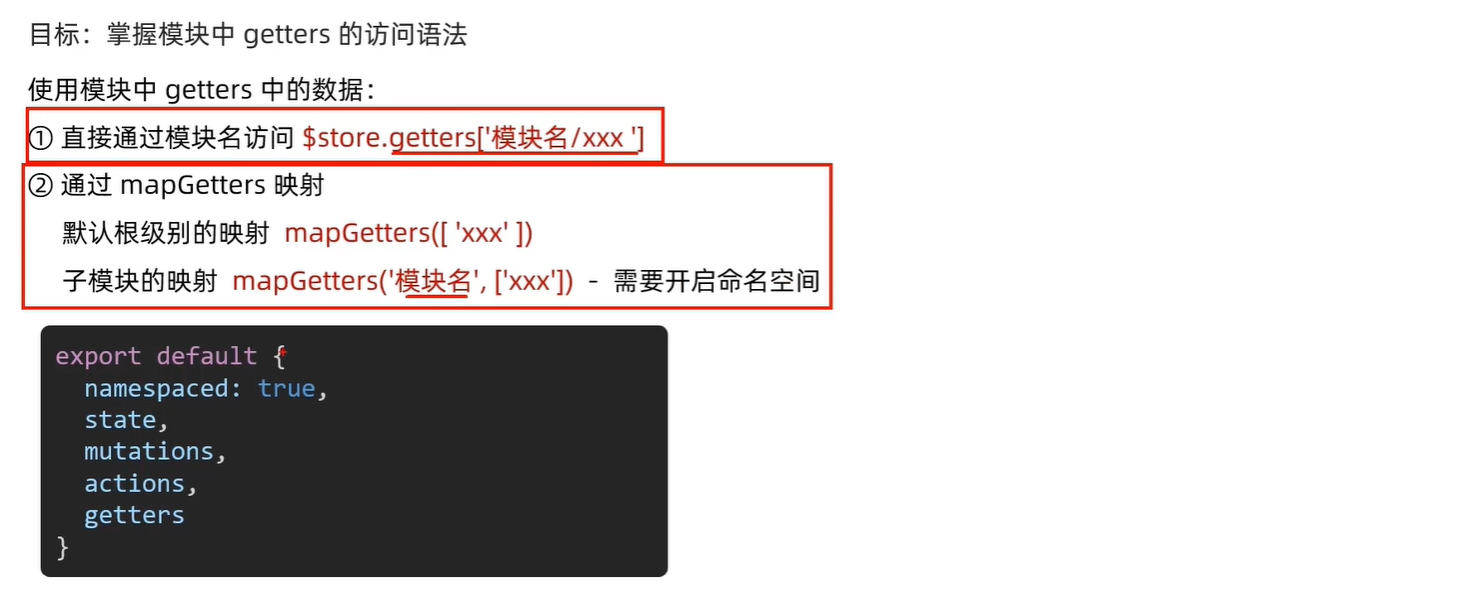 目标：掌握模块中 getters 的访问语法
使用模块中 getters 中的数据：
① 直接通过模块名访问 $store.getters['模块名/xxx ']
② 通过 mapGetters 映射
默认根级别的映射 mapGetters([ 'xxx' ])
子模块的映射 mapGetters('模块名', ['xxx']) - 需要开启命名空间
export default {
namespaced: true,
state,
mutations,
actions,
getters
}